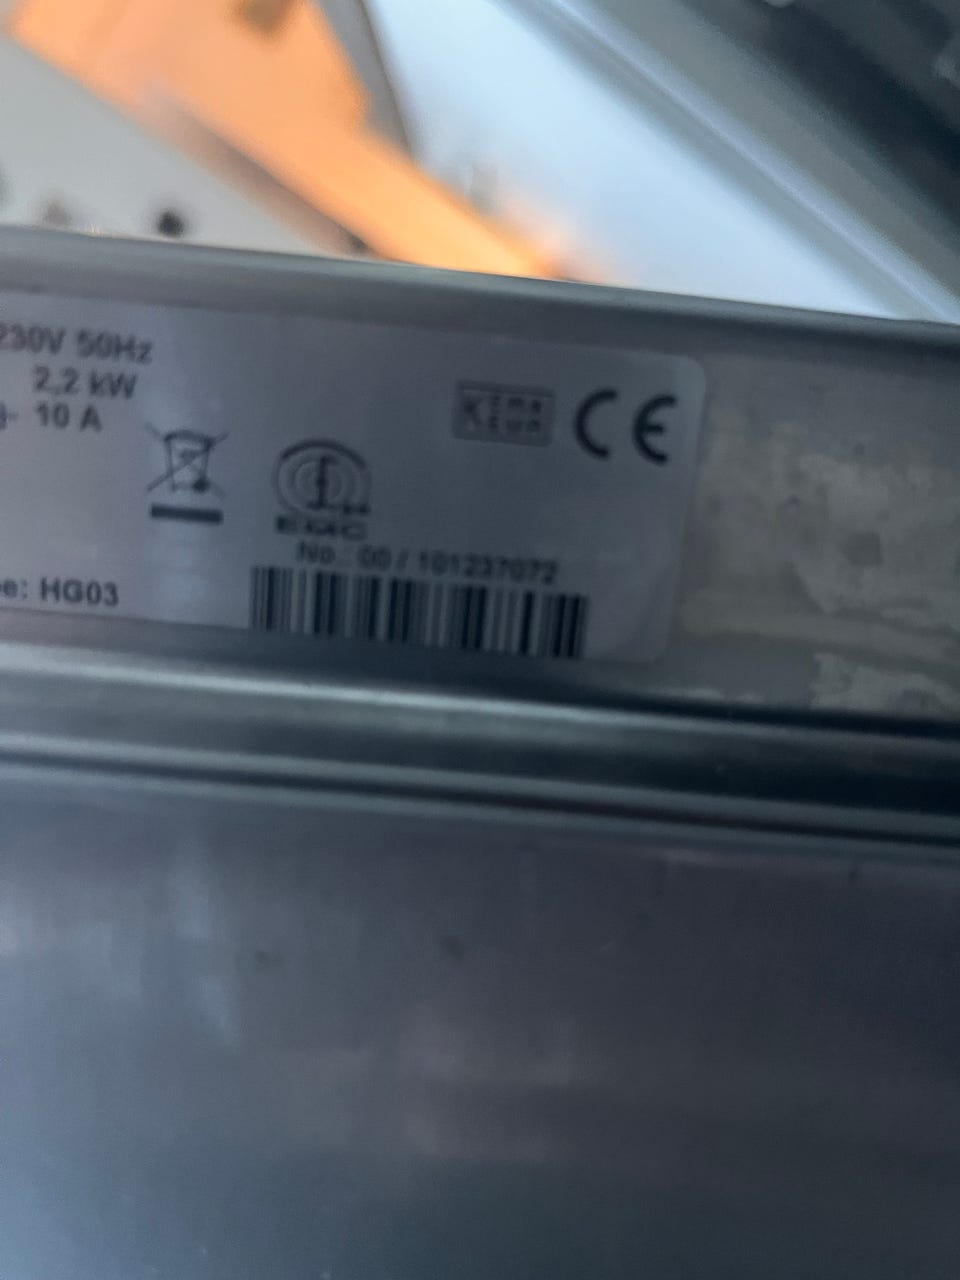 230V 50Hz
2,2 kW
10 A
KEMA
KEUR
CE
EMC
No.: 00 / 101237072
HG03